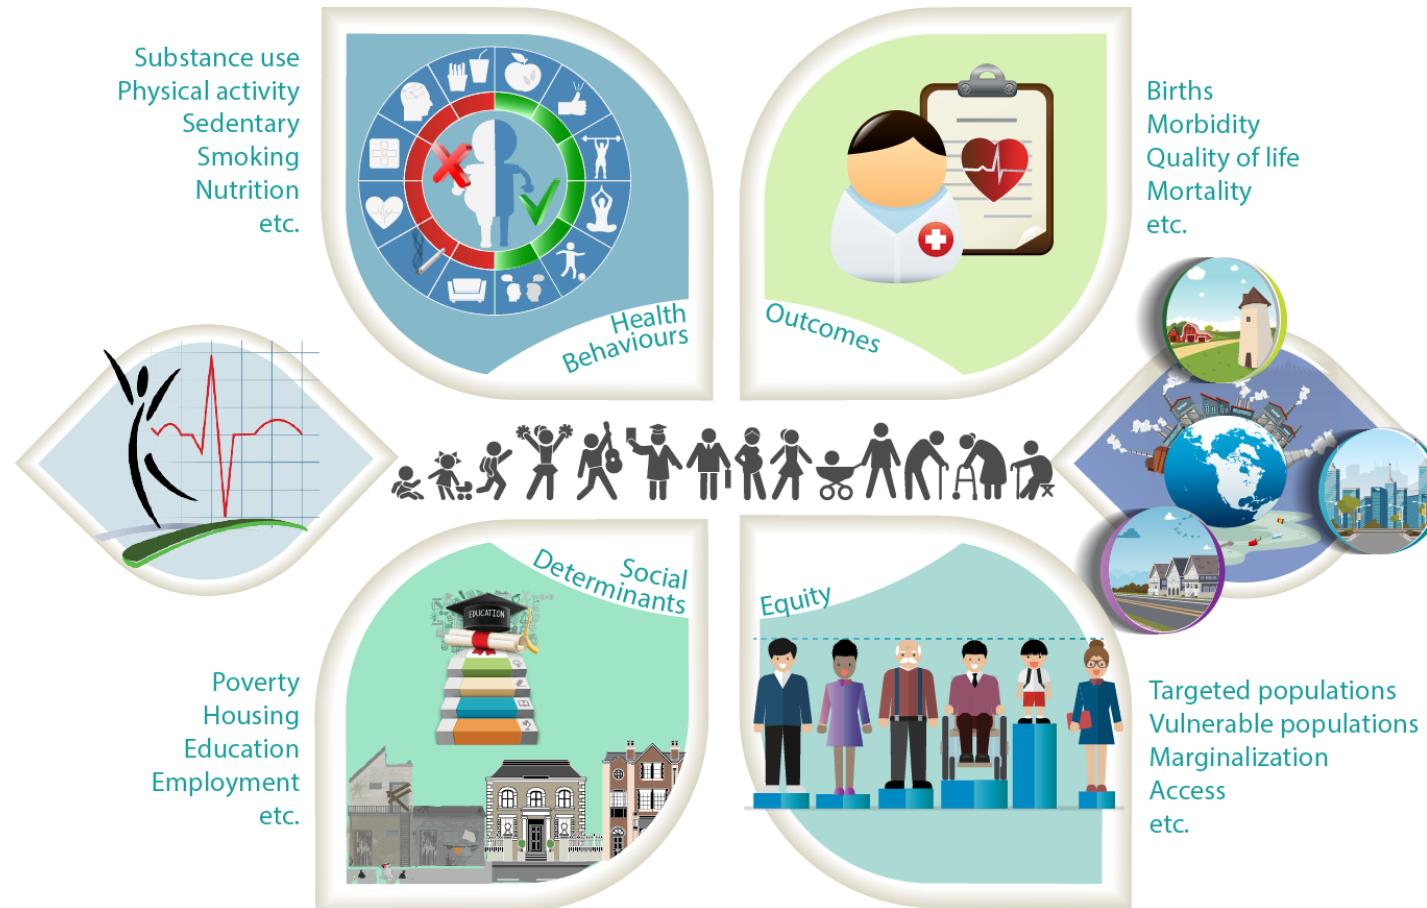 Substance use
Physical activity
Sedentary
Smoking
Nutrition
etc.
Health
Behaviours
Outcomes
Births
Morbidity
Quality of life
Mortality
etc.
Social
Determinants
EDUCATION
Poverty
Housing
Education
Employment
etc.
Equity
Targeted populations
Vulnerable populations
Marginalization
Access
etc.